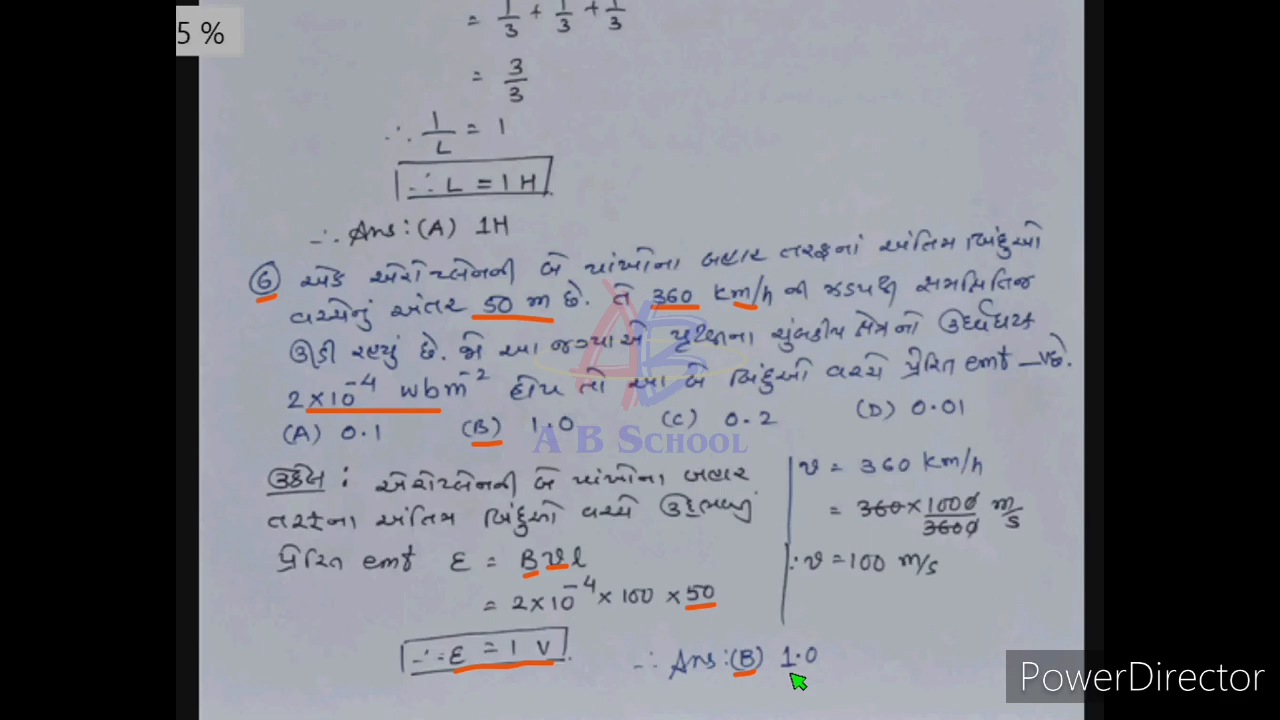 5 %
= 1/3 + 1/3 + 1/3
= 3/3
∴ 1/L = 1
∴ L = 1 H
∴ Ans: (A) 1H
6 એક એરોપ્લેનની બે પાંખોના બહાર તરફનાં અંતિમ બિંદુઓ
વચ્ચેનું અંતર 50 m છે. તે 360 km/h ની ઝડપથી સમક્ષિતિજ
ઊડી રહ્યું છે. જો આ જગ્યાએ પૃથ્વીના ચુંબકીય ક્ષેત્રનો ઉર્ધ્વઘટક
2×10⁻⁴ wbm⁻² હોય તો આ બે બિંદુઓ વચ્ચે પ્રેરિત emf _ V છે.
(A) 0.1 (B) 1.0 (C) 0.2 (D) 0.01
A B SCHOOL
ઉકેલ : એરોપ્લેનની બે પાંખોના બહાર
તરફના અંતિમ બિંદુઓ વચ્ચે ઉદ્દભવતું
પ્રેરિત emf ε = Bvl
= 2×10⁻⁴ × 100 × 50
∴ ε = 1 V
v = 360 km/h
= 360 × 1000/3600 m/s
∴ v = 100 m/s
∴ Ans: (B) 1.0
PowerDirector